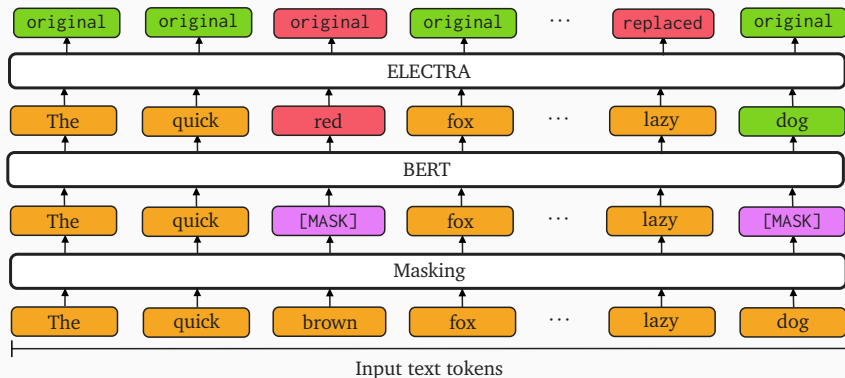 original original original original ... replaced original
ELECTRA
The quick red fox ... lazy dog
BERT
The quick [MASK] fox ... lazy [MASK]
Masking
The quick brown fox ... lazy dog
Input text tokens